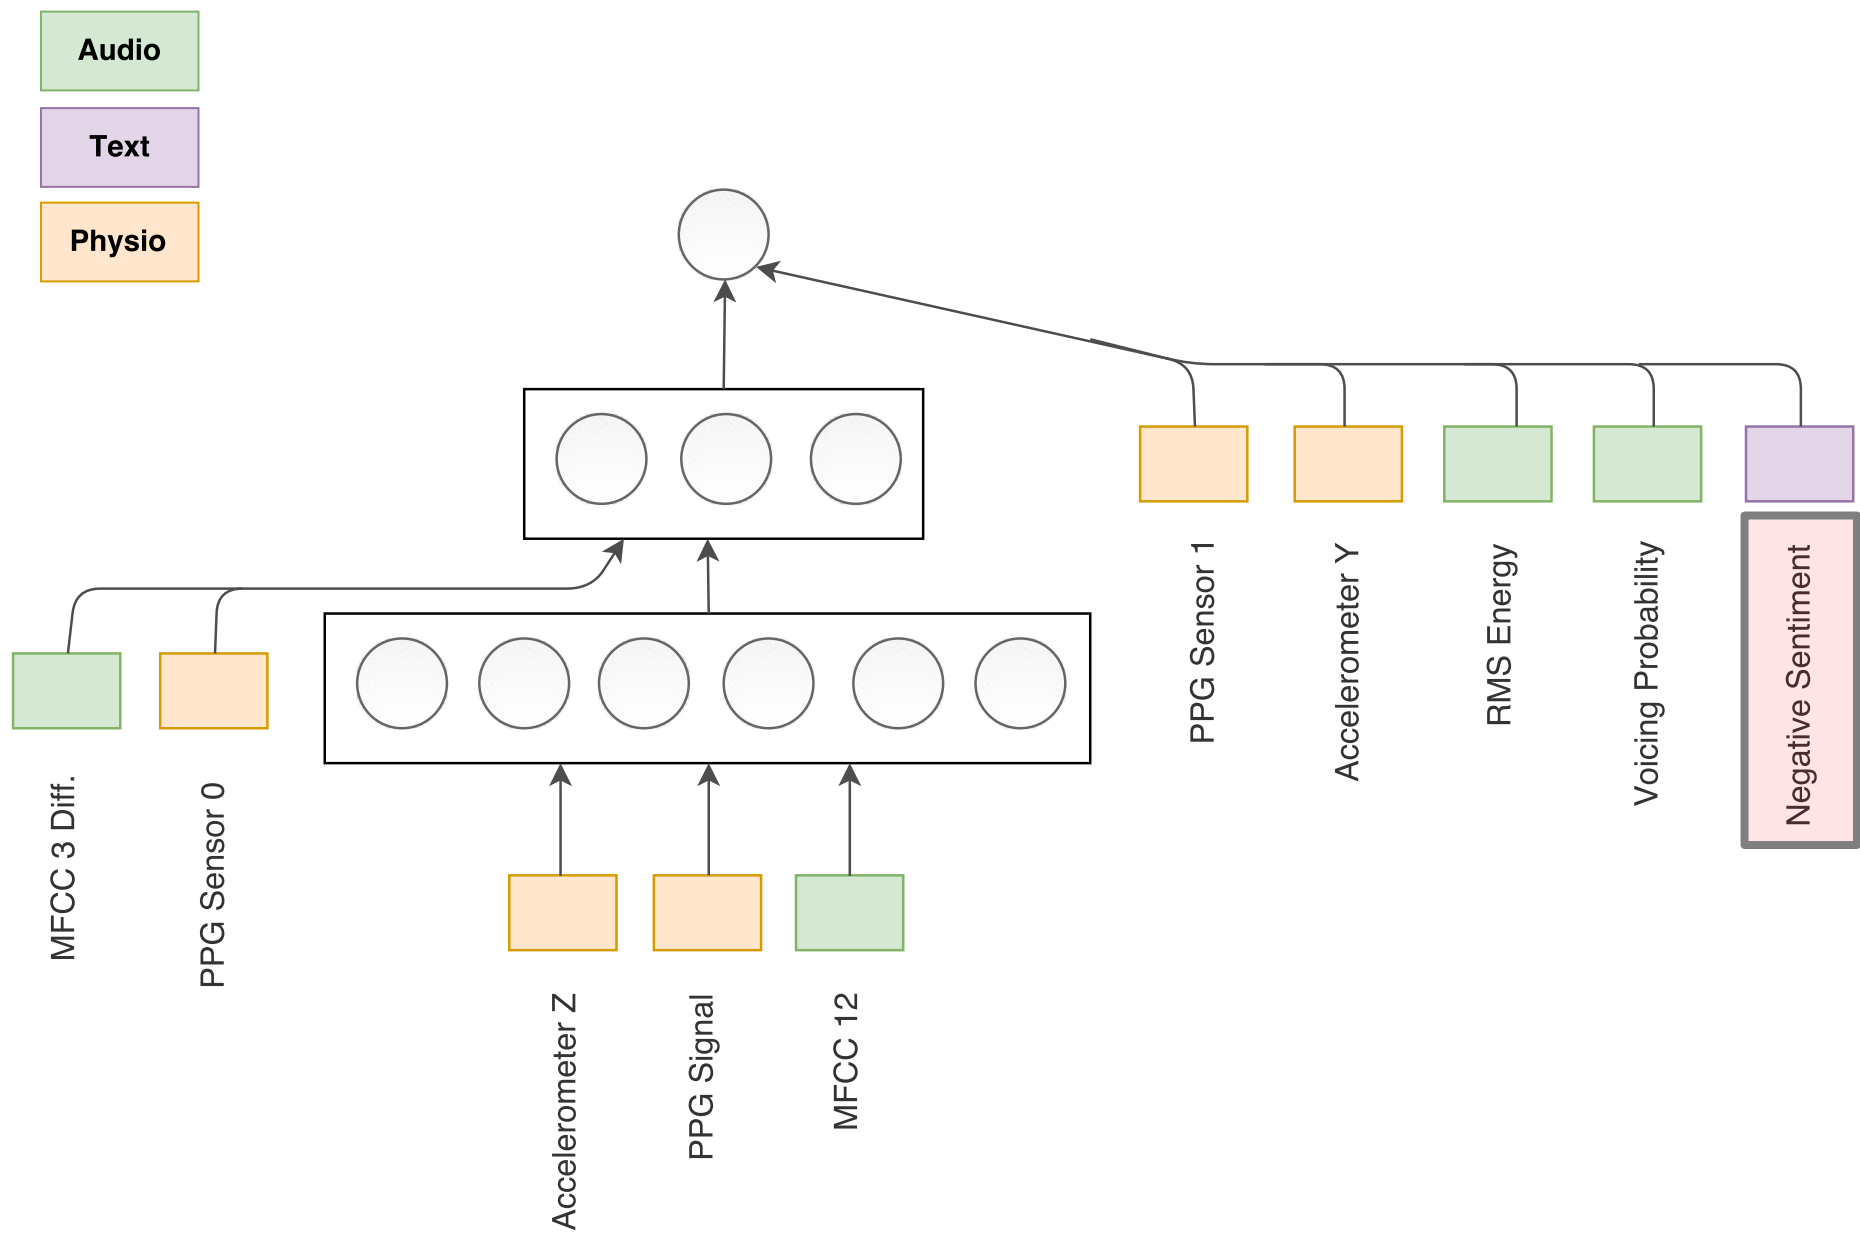 Audio
Text
Physio
PPG Sensor 1
Accelerometer Y
RMS Energy
Voicing Probability
Negative Sentiment
MFCC 3 Diff.
PPG Sensor 0
Accelerometer Z
PPG Signal
MFCC 12